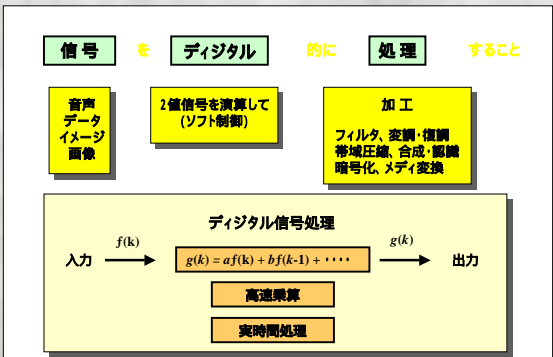 信号 を ディジタル 的に 処理 すること
音声
データ
イメージ
画像
2値信号を演算して
(ソフト制御)
加工
フィルタ、変調・復調
帯域圧縮、合成・認識
暗号化、メディ変換
ディジタル信号処理
入力 f(k) g(k) = af(k) + bf(k-1) + ‥‥ g(k) 出力
高速乗算
実時間処理